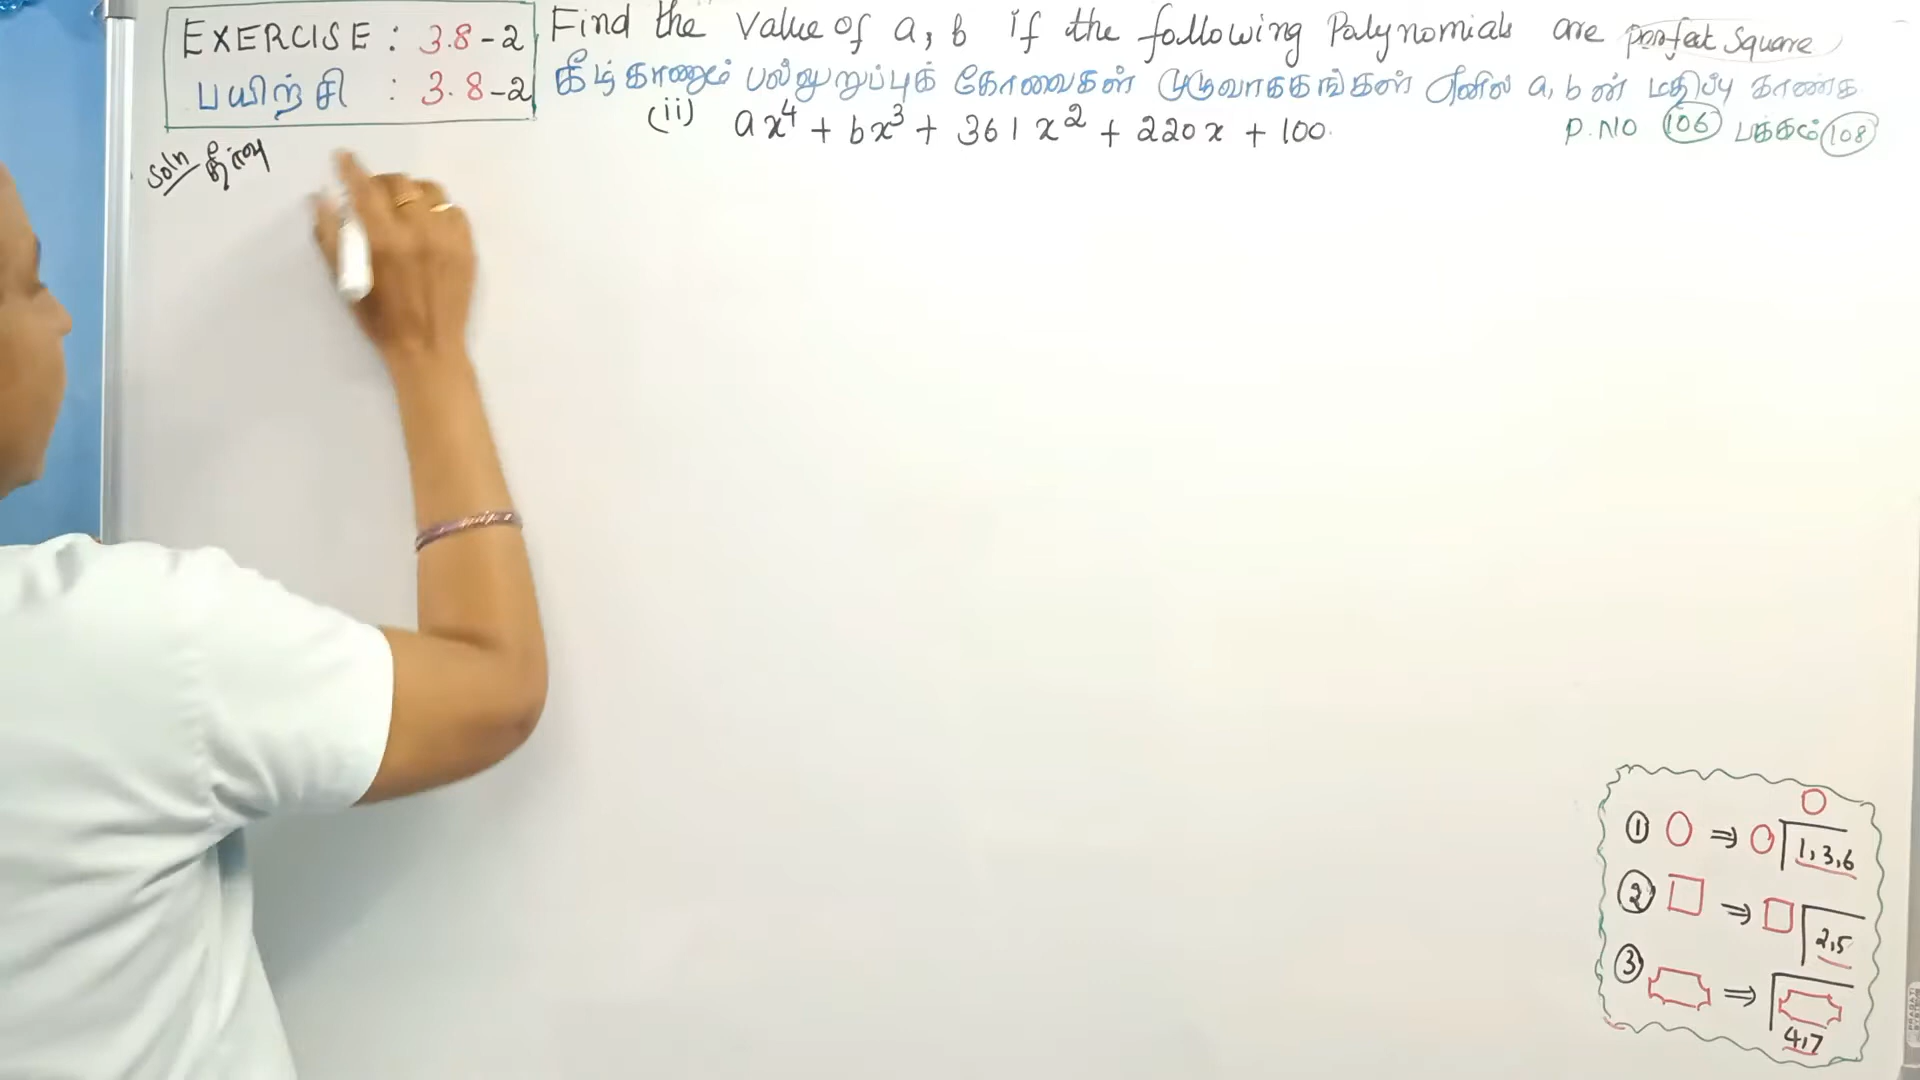 EXERCISE : 3.8-2
பயிற்சி : 3.8-2
Find the value of a, b if the following Polynomials are perfect square
கீழ்காணும் பல்லுறுப்புக் கோவைகள் முழுவர்க்கங்கள் எனில் a, b ன் மதிப்பு காண்க
(ii) ax⁴ + bx³ + 361x² + 220x + 100.
P.NO 106 பக்கம் 108
Soln தீர்வு
① ⇒ 1,3,6
② ⇒ 2,5
③ ⇒
4,7